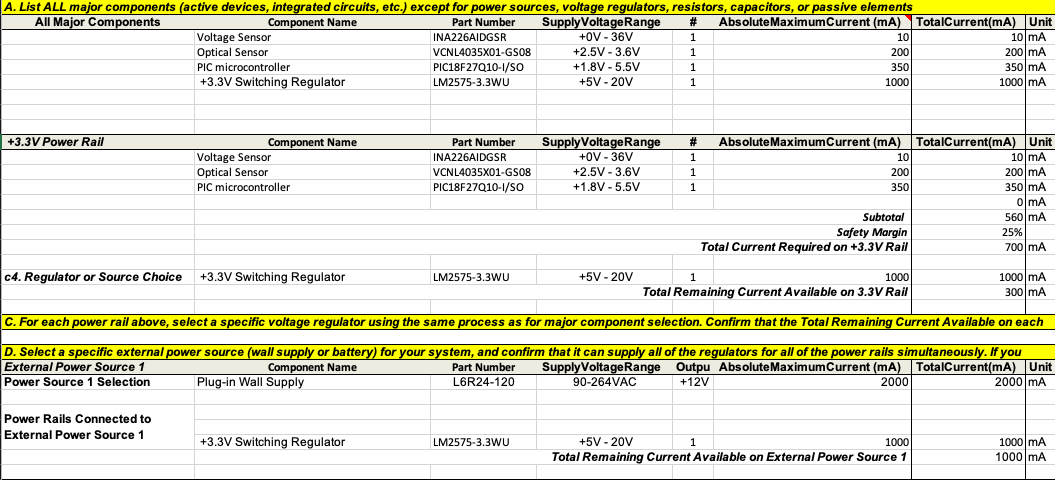 A. List ALL major components (active devices, integrated circuits, etc.) except for power sources, voltage regulators, resistors, capacitors, or passive elements
All Major Components Component Name Part Number SupplyVoltageRange # AbsoluteMaximumCurrent (mA) TotalCurrent(mA) Unit
Voltage Sensor INA226AIDGSR +0V - 36V 1 10 10 mA
Optical Sensor VCNL4035X01-GS08 +2.5V - 3.6V 1 200 200 mA
PIC microcontroller PIC18F27Q10-I/SO +1.8V - 5.5V 1 350 350 mA
+3.3V Switching Regulator LM2575-3.3WU +5V - 20V 1 1000 1000 mA
+3.3V Power Rail Component Name Part Number SupplyVoltageRange # AbsoluteMaximumCurrent (mA) TotalCurrent(mA) Unit
Voltage Sensor INA226AIDGSR +0V - 36V 1 10 10 mA
Optical Sensor VCNL4035X01-GS08 +2.5V - 3.6V 1 200 200 mA
PIC microcontroller PIC18F27Q10-I/SO +1.8V - 5.5V 1 350 350 mA
0 mA
Subtotal 560 mA
Safety Margin 25%
Total Current Required on +3.3V Rail 700 mA
c4. Regulator or Source Choice +3.3V Switching Regulator LM2575-3.3WU +5V - 20V 1 1000 1000 mA
Total Remaining Current Available on 3.3V Rail 300 mA
C. For each power rail above, select a specific voltage regulator using the same process as for major component selection. Confirm that the Total Remaining Current Available on each
D. Select a specific external power source (wall supply or battery) for your system, and confirm that it can supply all of the regulators for all of the power rails simultaneously. If you
External Power Source 1 Component Name Part Number SupplyVoltageRange Outpu AbsoluteMaximumCurrent (mA) TotalCurrent(mA) Unit
Power Source 1 Selection Plug-in Wall Supply L6R24-120 90-264VAC +12V 2000 2000 mA
Power Rails Connected to
External Power Source 1
+3.3V Switching Regulator LM2575-3.3WU +5V - 20V 1 1000 1000 mA
Total Remaining Current Available on External Power Source 1 1000 mA